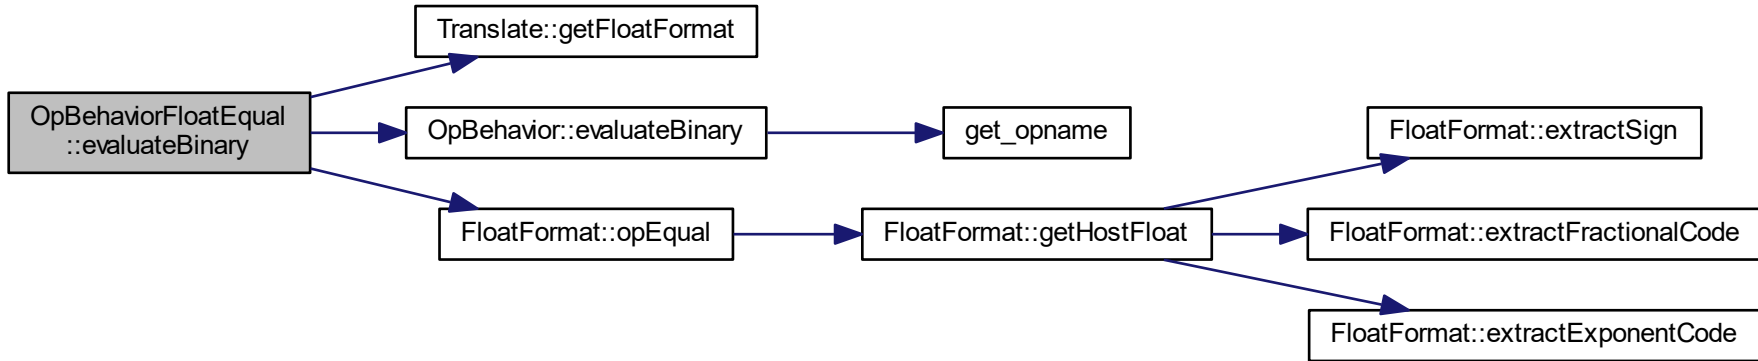 OpBehaviorFloatEqual
::evaluateBinary
Translate::getFloatFormat
OpBehavior::evaluateBinary
get_opname
FloatFormat::opEqual
FloatFormat::getHostFloat
FloatFormat::extractSign
FloatFormat::extractFractionalCode
FloatFormat::extractExponentCode